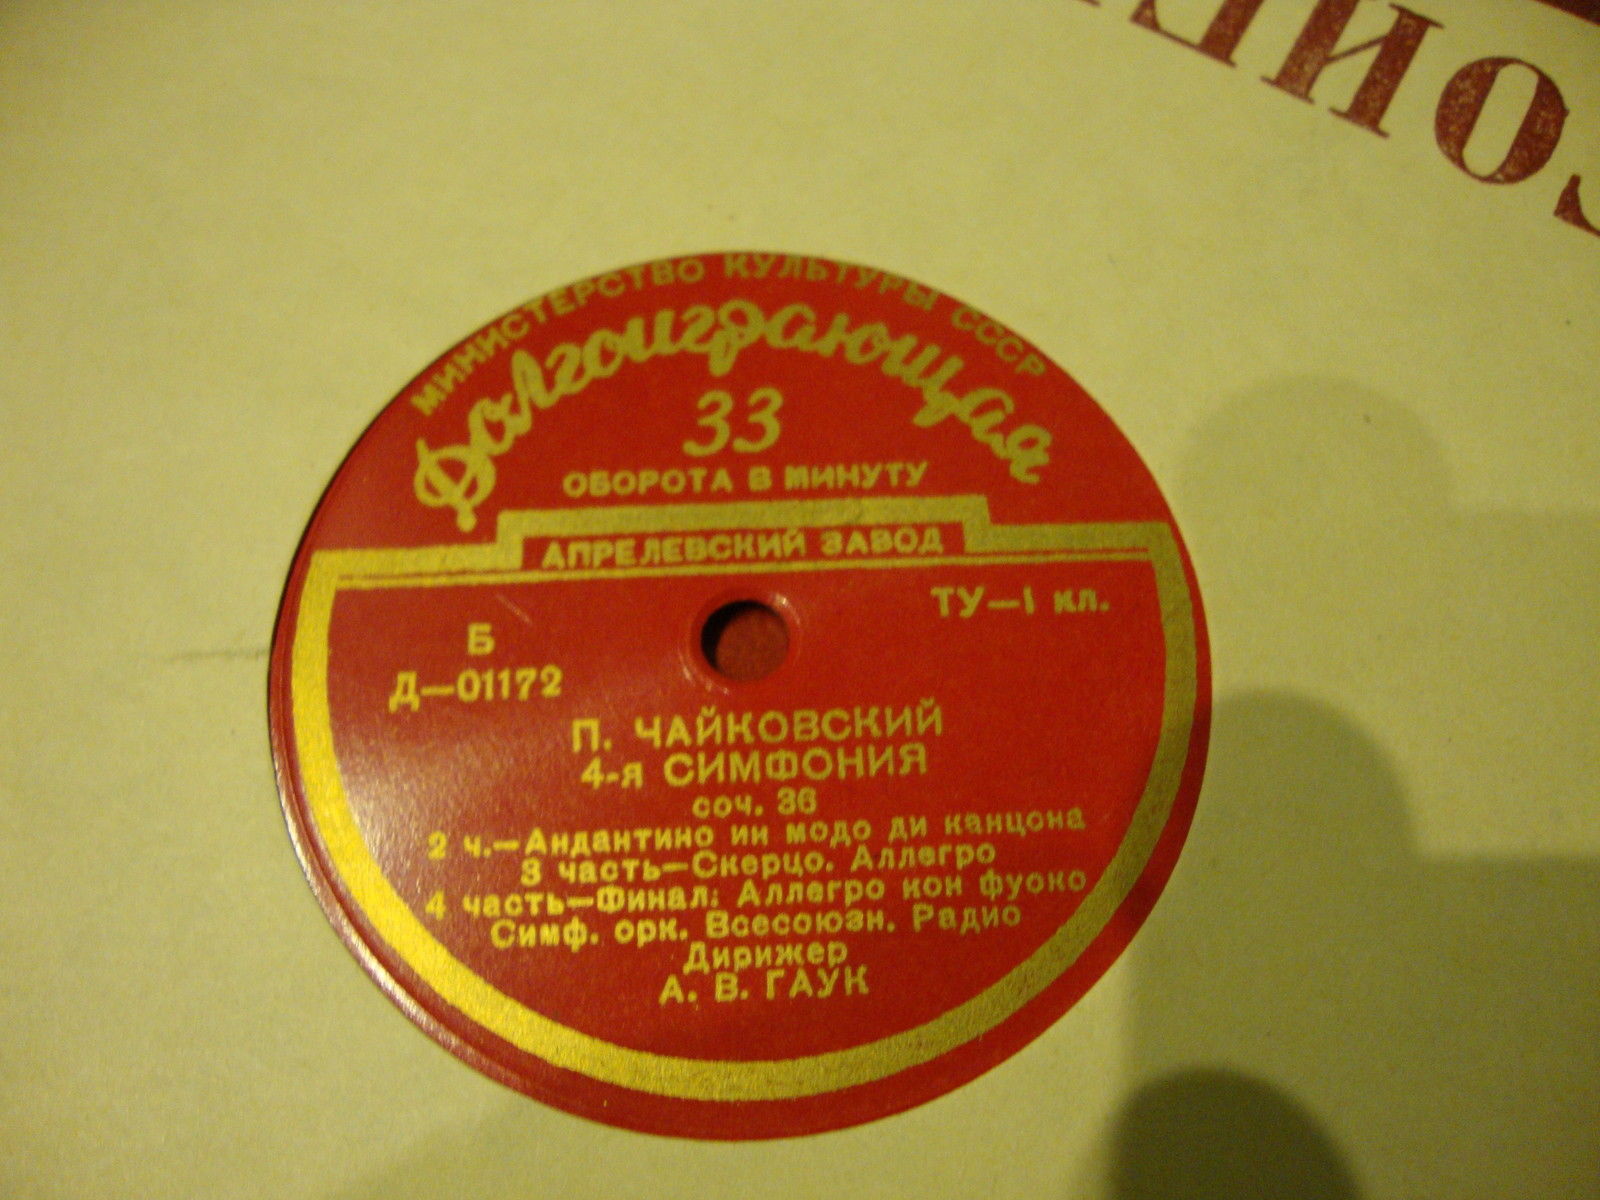 МИНИСТЕРСТВО КУЛЬТУРЫ СССР
Долгоиграющая
33
ОБОРОТА В МИНУТУ
АПРЕЛЕВСКИЙ ЗАВОД
ТУ—I кл.
Б
Д—01172
П. ЧАЙКОВСКИЙ
4-я СИМФОНИЯ
соч. 36
2 ч.—Андантино ин модо ди канцона
3 часть—Скерцо. Аллегро
4 часть—Финал: Аллегро кон фуоко
Симф. орк. Всесоюзн. Радио
Дирижер
А. В. ГАУК